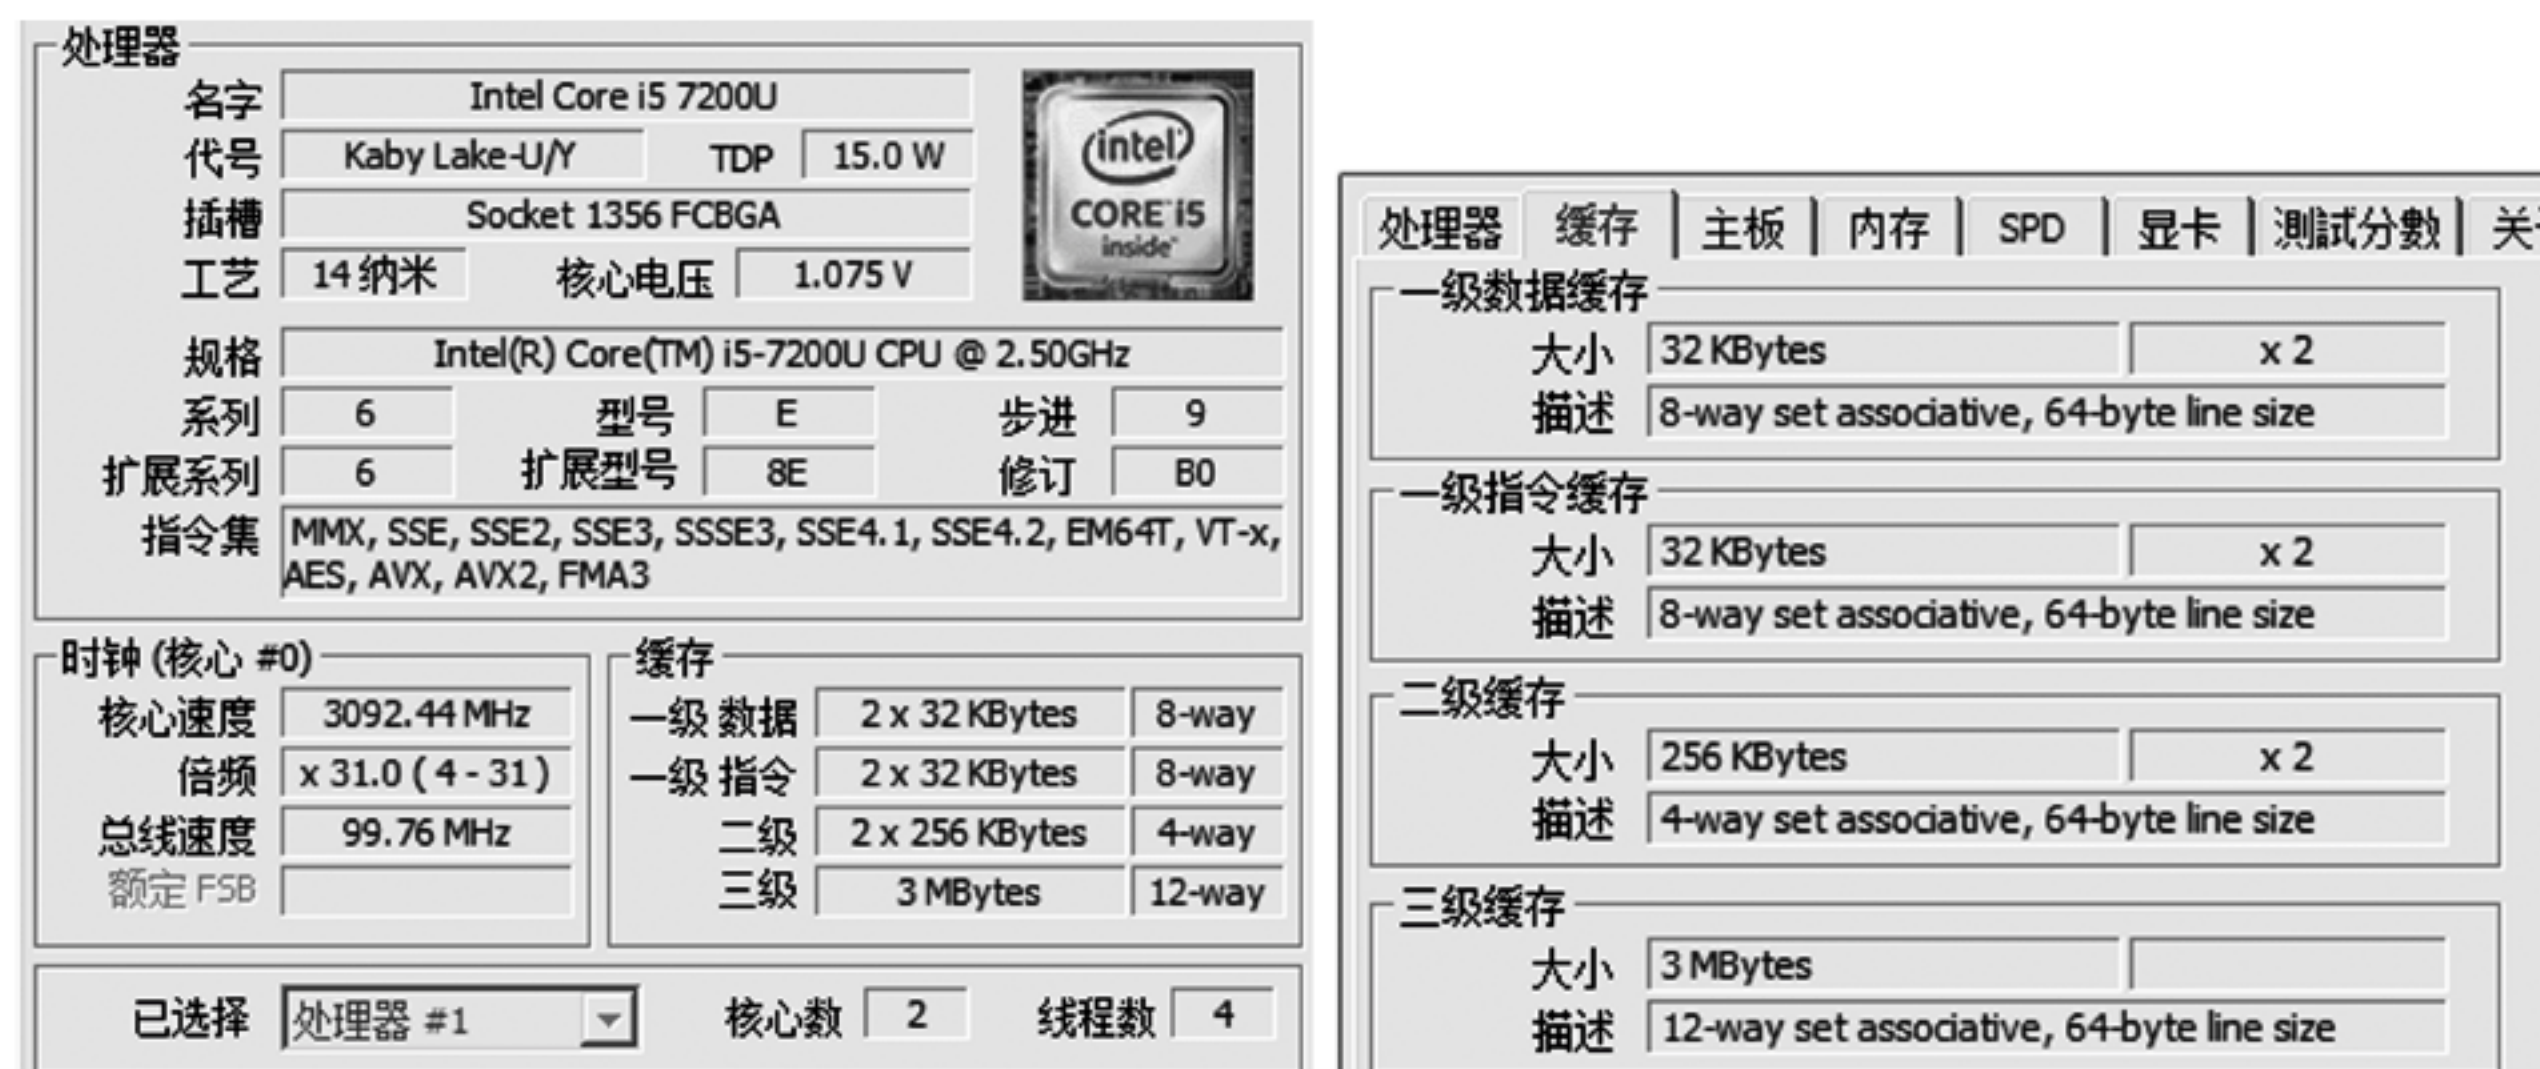 处理器
名字 Intel Core i5 7200U
代号 Kaby Lake-U/Y TDP 15.0 W
插槽 Socket 1356 FCBGA
工艺 14 纳米 核心电压 1.075 V
intel
CORE i5
inside
规格 Intel(R) Core(TM) i5-7200U CPU @ 2.50GHz
系列 6 型号 E 步进 9
扩展系列 6 扩展型号 8E 修订 B0
指令集 MMX, SSE, SSE2, SSE3, SSSE3, SSE4.1, SSE4.2, EM64T, VT-x,
AES, AVX, AVX2, FMA3
时钟 (核心 #0)
核心速度 3092.44 MHz
倍频 x 31.0 ( 4 - 31 )
总线速度 99.76 MHz
额定 FSB
缓存
一级 数据 2 x 32 KBytes 8-way
一级 指令 2 x 32 KBytes 8-way
二级 2 x 256 KBytes 4-way
三级 3 MBytes 12-way
已选择 处理器 #1 核心数 2 线程数 4
处理器 缓存 主板 内存 SPD 显卡 測試分數 关
一级数据缓存
大小 32 KBytes x 2
描述 8-way set associative, 64-byte line size
一级指令缓存
大小 32 KBytes x 2
描述 8-way set associative, 64-byte line size
二级缓存
大小 256 KBytes x 2
描述 4-way set associative, 64-byte line size
三级缓存
大小 3 MBytes
描述 12-way set associative, 64-byte line size